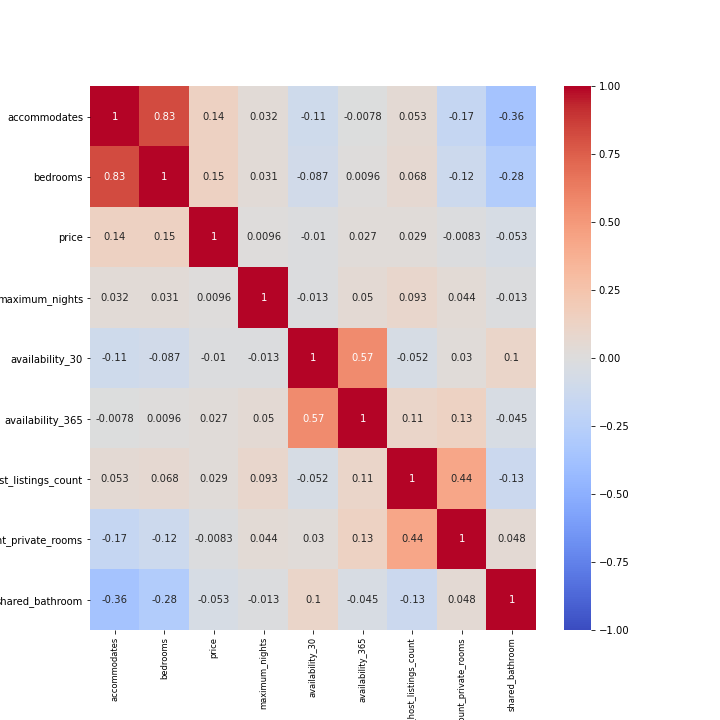 accommodates 1 0.83 0.14 0.032 -0.11 -0.0078 0.053 -0.17 -0.36
bedrooms 0.83 1 0.15 0.031 -0.087 0.0096 0.068 -0.12 -0.28
price 0.14 0.15 1 0.0096 -0.01 0.027 0.029 -0.0083 -0.053
maximum_nights 0.032 0.031 0.0096 1 -0.013 0.05 0.093 0.044 -0.013
availability_30 -0.11 -0.087 -0.01 -0.013 1 0.57 -0.052 0.03 0.1
availability_365 -0.0078 0.0096 0.027 0.05 0.57 1 0.11 0.13 -0.045
st_listings_count 0.053 0.068 0.029 0.093 -0.052 0.11 1 0.44 -0.13
nt_private_rooms -0.17 -0.12 -0.0083 0.044 0.03 0.13 0.44 1 0.048
shared_bathroom -0.36 -0.28 -0.053 -0.013 0.1 -0.045 -0.13 0.048 1
accommodates
bedrooms
price
maximum_nights
availability_30
availability_365
host_listings_count
ount_private_rooms
shared_bathroom
1.00
0.75
0.50
0.25
0.00
−0.25
−0.50
−0.75
−1.00